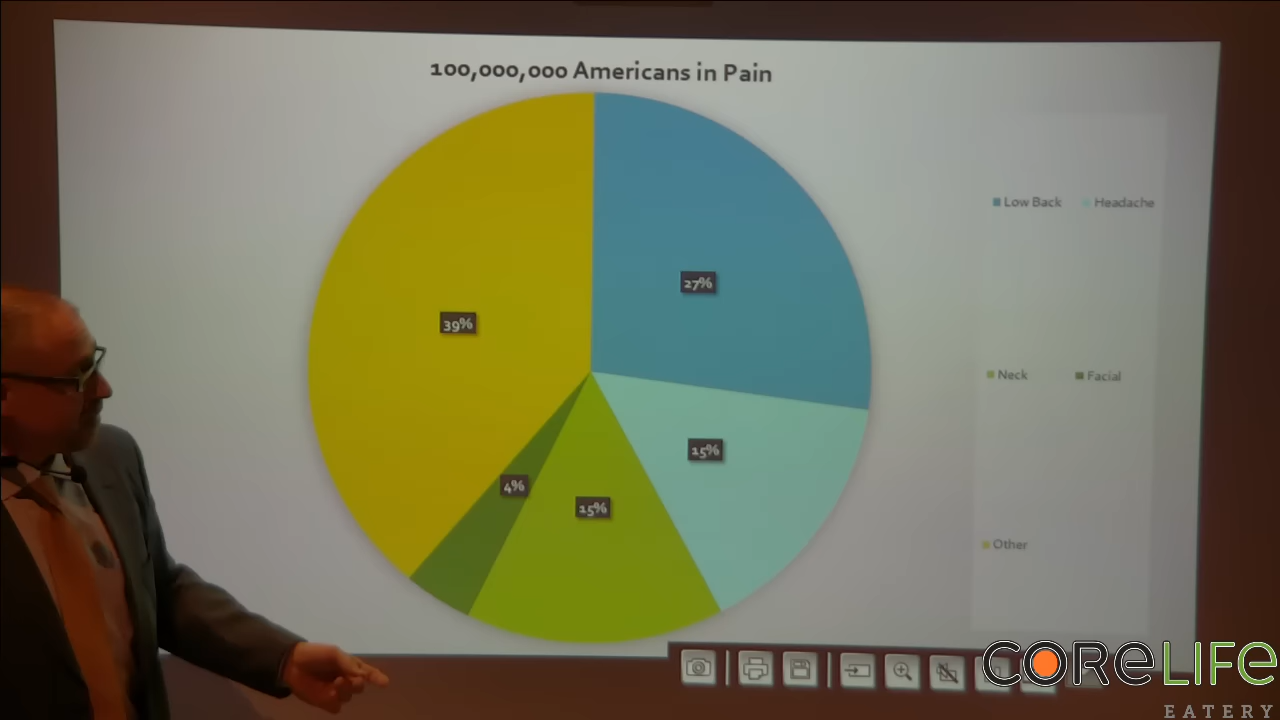 100,000,000 Americans in Pain
Low Back
Headache
27%
39%
Neck
Facial
15%
4%
15%
Other
CORELIFE
EATERY